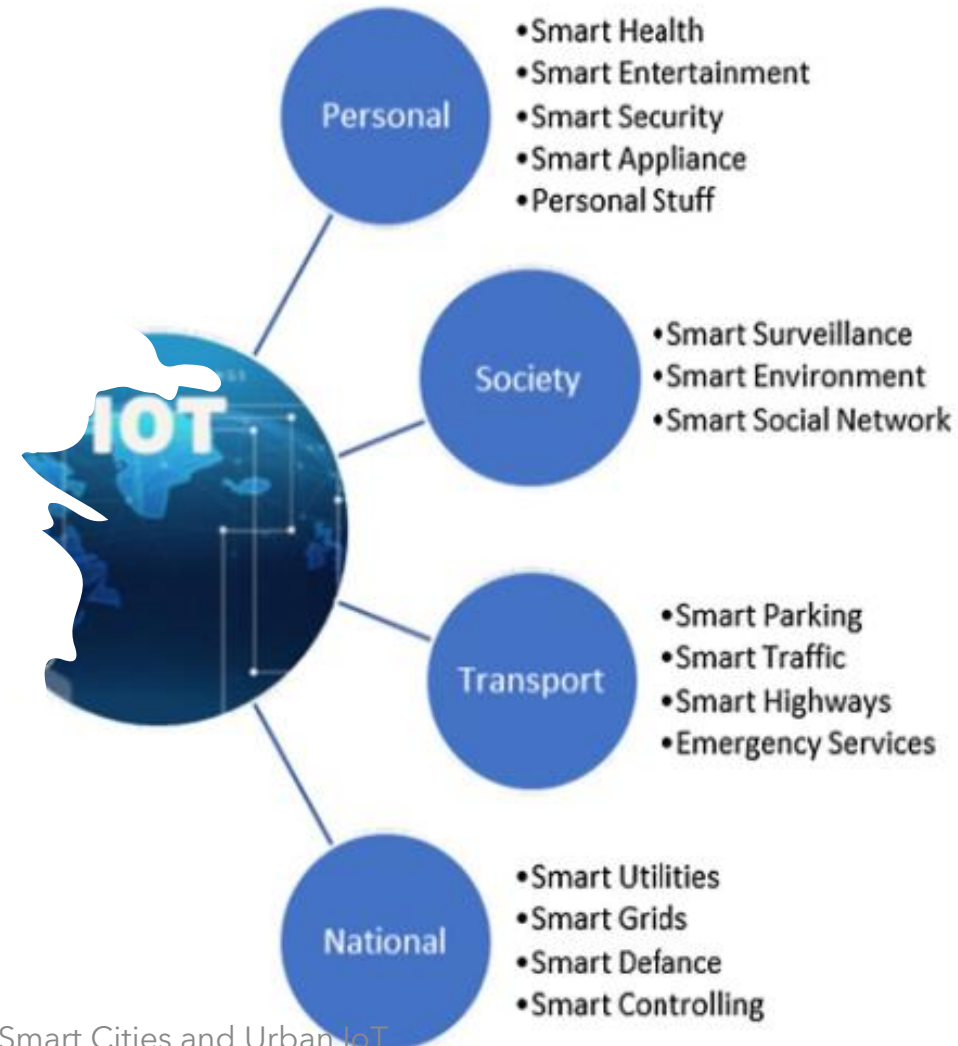 Personal
•Smart Health
•Smart Entertainment
•Smart Security
•Smart Appliance
•Personal Stuff
Society
•Smart Surveillance
•Smart Environment
•Smart Social Network
IOT
Transport
•Smart Parking
•Smart Traffic
•Smart Highways
•Emergency Services
National
•Smart Utilities
•Smart Grids
•Smart Defance
•Smart Controlling
Smart Cities and Urban IoT